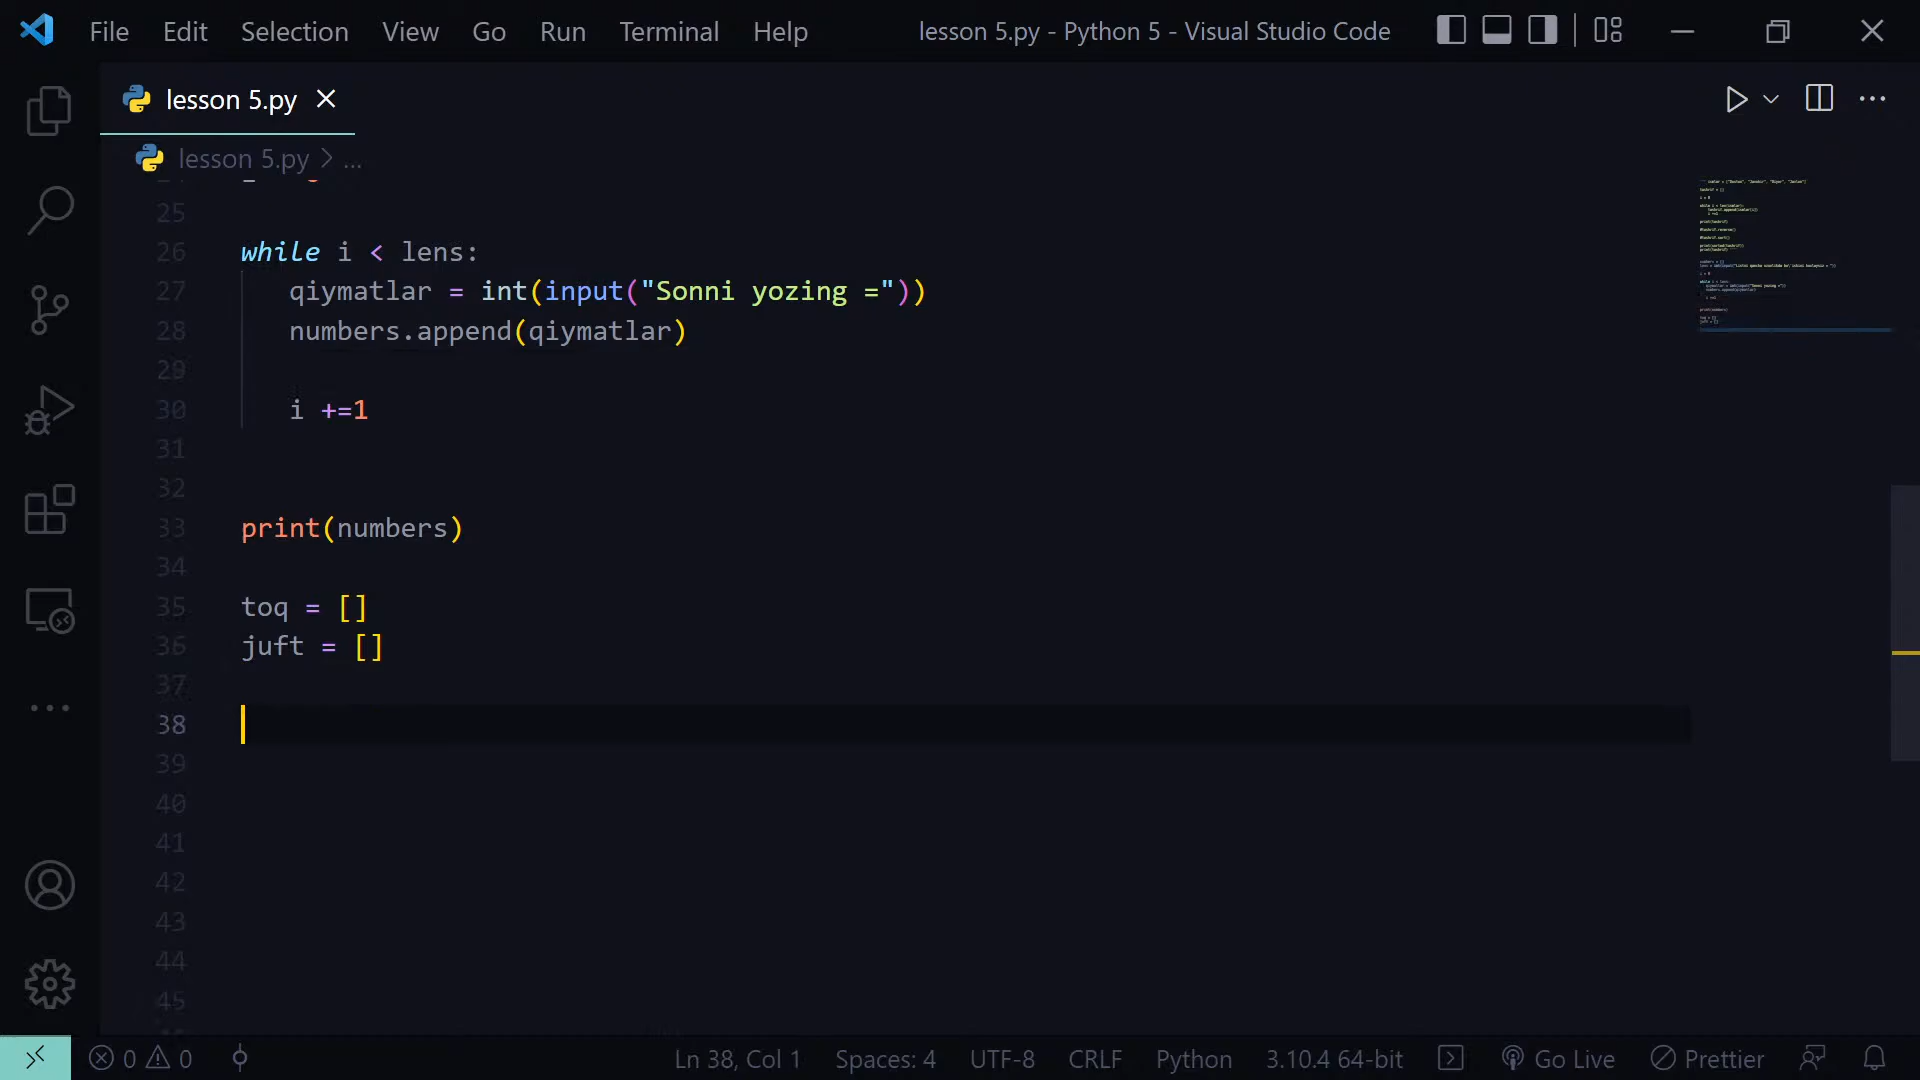 File Edit Selection View Go Run Terminal Help lesson 5.py - Python 5 - Visual Studio Code
lesson 5.py
lesson 5.py > ...
25
26 while i < lens:
27 qiymatlar = int(input("Sonni yozing ="))
28 numbers.append(qiymatlar)
29
30 i +=1
31
32
33 print(numbers)
34
35 toq = []
36 juft = []
37
38
39
40
41
42
43
44
45
0 0 Ln 38, Col 1 Spaces: 4 UTF-8 CRLF Python 3.10.4 64-bit Go Live Prettier